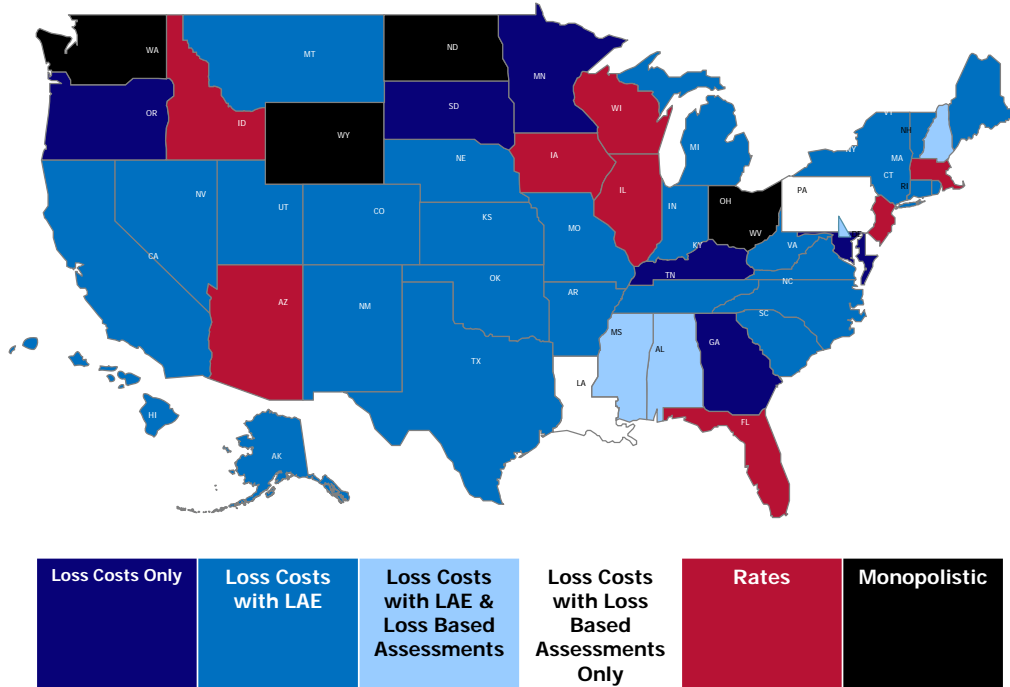 MT
WA
ND
MN
OR
SD
ID
WI
WY
VT
NH
NY
MA
MI
IA
NE
CT
RI
PA
IL
NV
UT
CO
IN
OH
KS
MO
WV
KY
VA
CA
TN
OK
NC
AR
AZ
NM
SC
MS
GA
AL
TX
LA
HI
FL
AK
Loss Costs Only
Loss Costs
with LAE
Loss Costs
with LAE &
Loss Based
Assessments
Loss Costs
with Loss
Based
Assessments
Only
Rates
Monopolistic